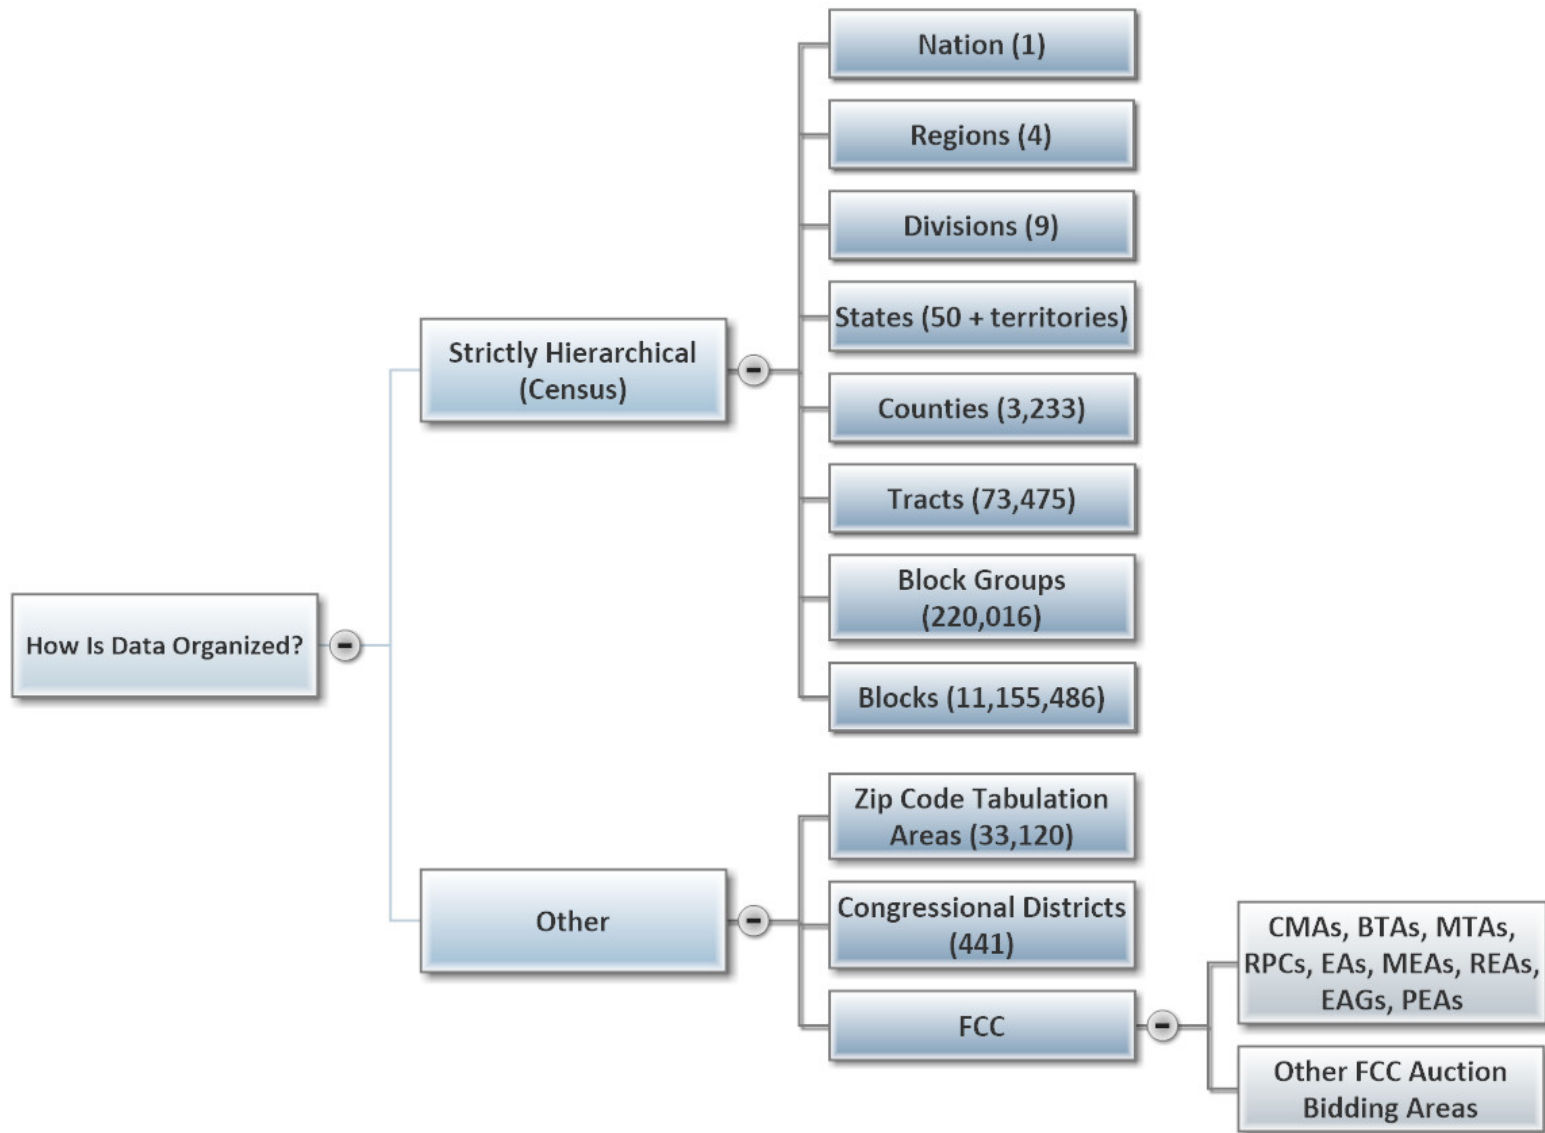 How Is Data Organized?
Strictly Hierarchical
(Census)
Nation (1)
Regions (4)
Divisions (9)
States (50 + territories)
Counties (3,233)
Tracts (73,475)
Block Groups
(220,016)
Blocks (11,155,486)
Other
Zip Code Tabulation
Areas (33,120)
Congressional Districts
(441)
FCC
CMAs, BTAs, MTAs,
RPCs, EAs, MEAs, REAs,
EAGs, PEAs
Other FCC Auction
Bidding Areas